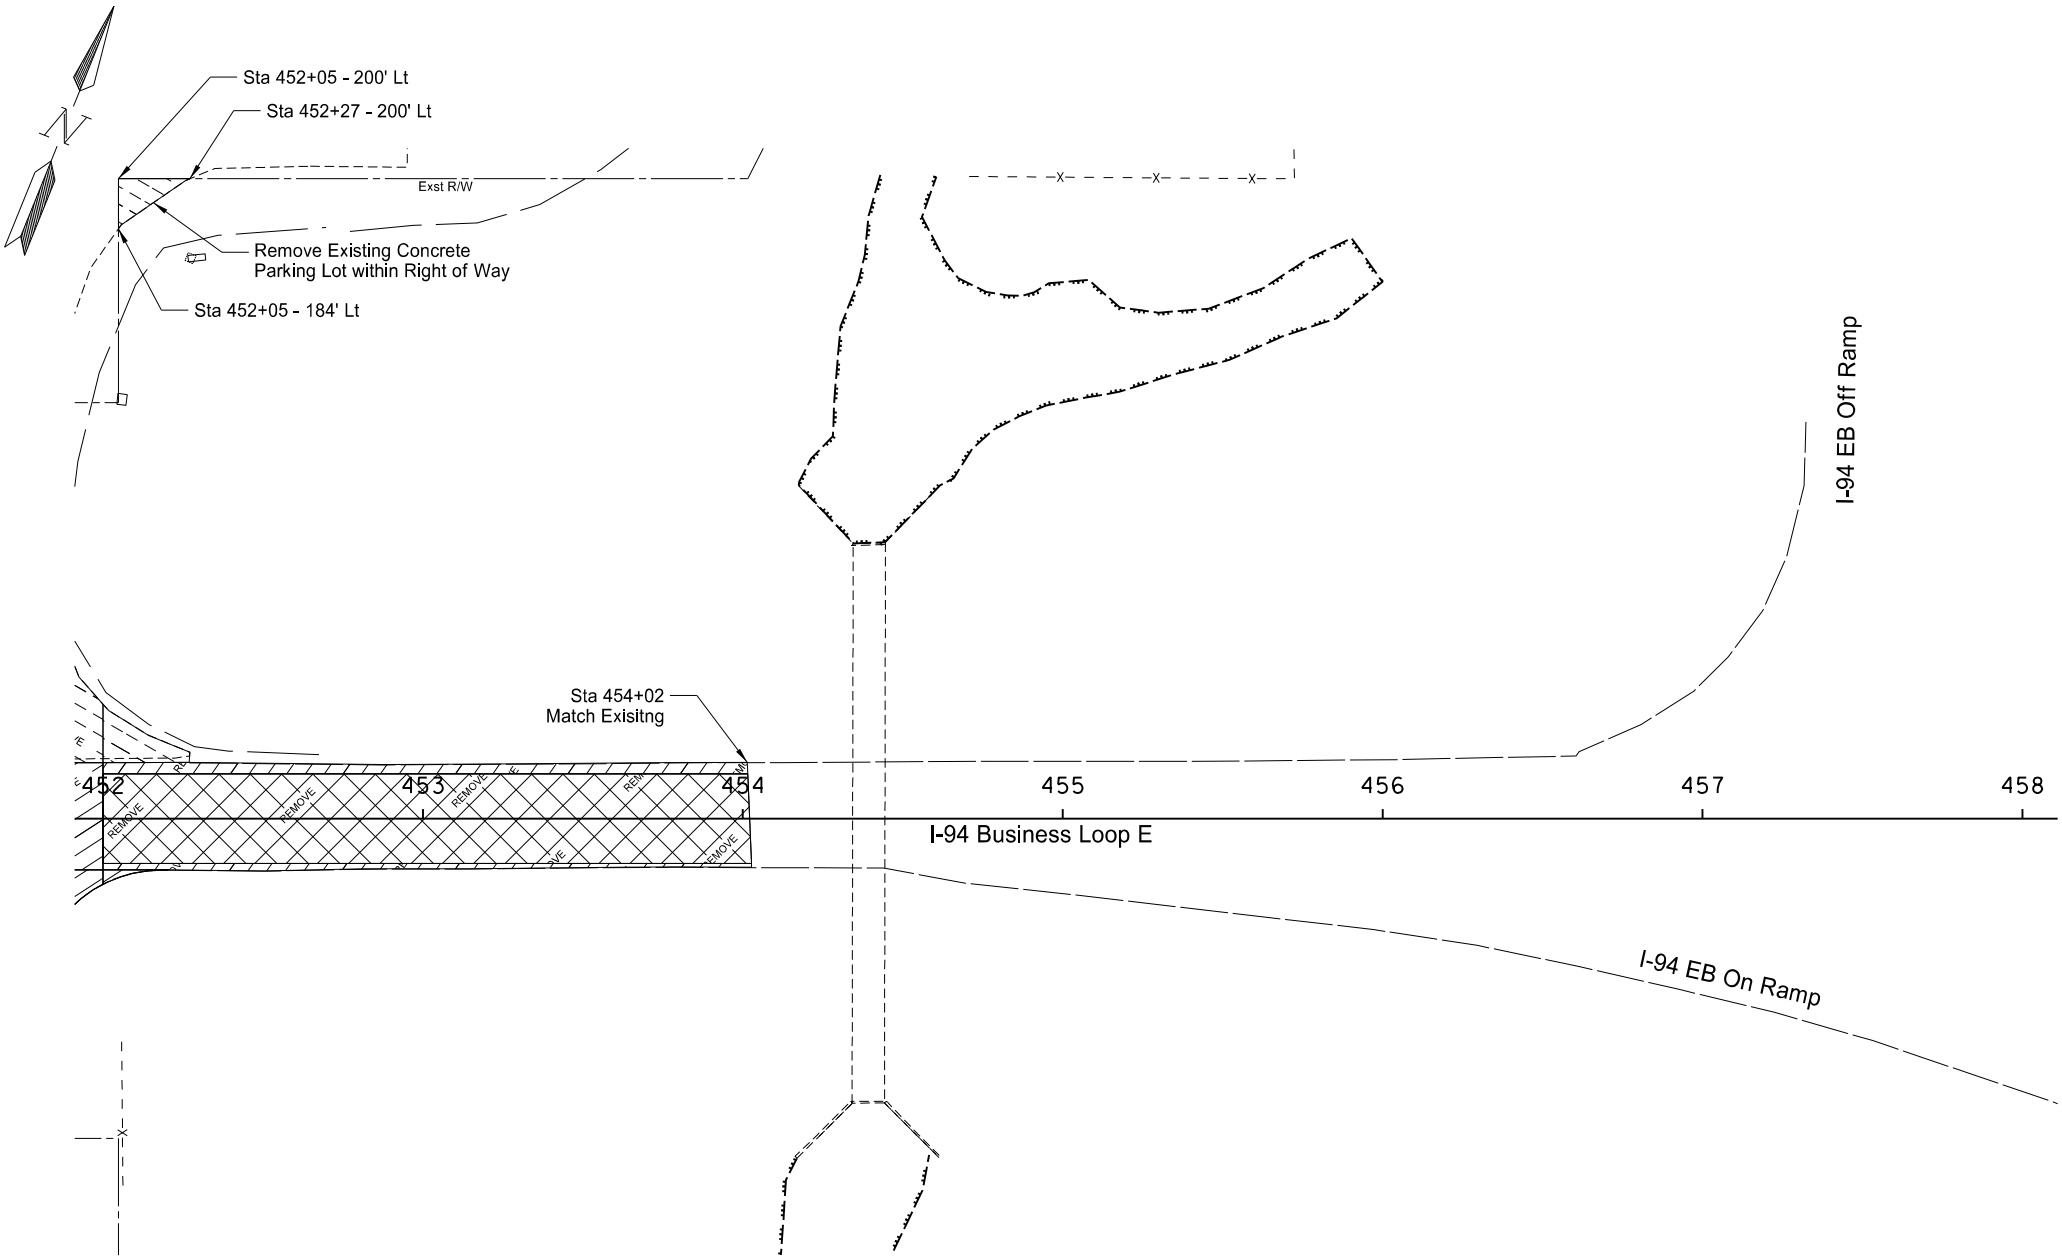 Sta 452+05 - 200' Lt
Sta 452+27 - 200' Lt
N
Exst R/W
Remove Existing Concrete
Parking Lot within Right of Way
Sta 452+05 - 184' Lt
I-94 EB Off Ramp
Sta 454+02
Match Exisitng
452 453 454 455 456 457 458
REMOVE REMOVE REMOVE REM
REMOVE
I-94 Business Loop E
I-94 EB On Ramp